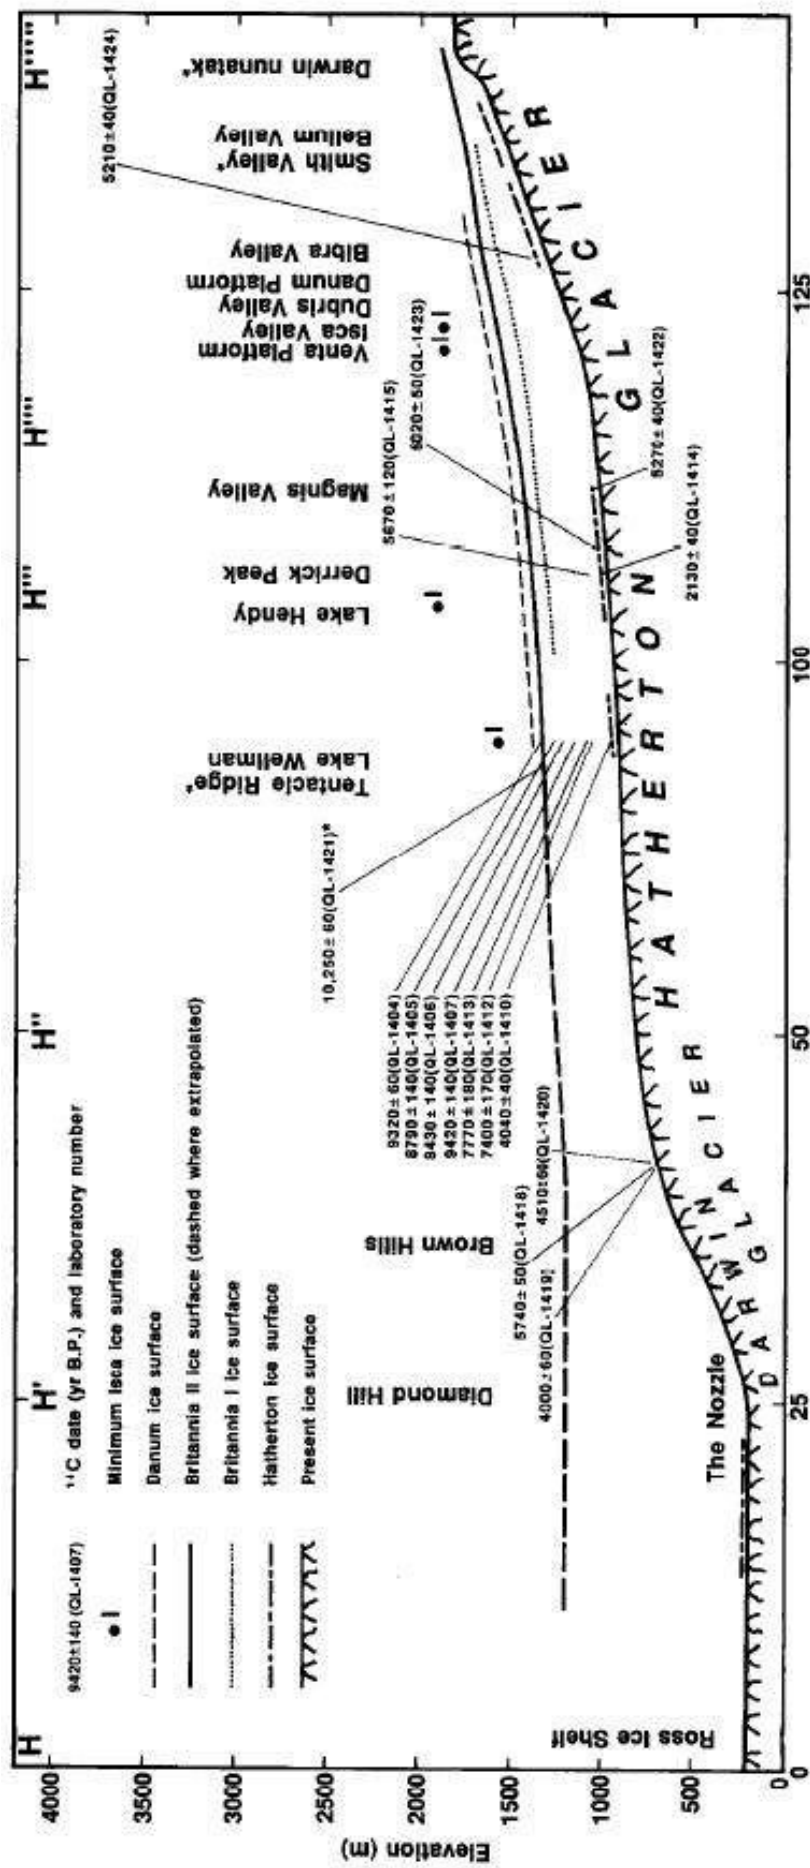 H
H'
H''
H'''
H''''
H'''''
9420±140 (QL-1407)
¹⁴C date (yr B.P.) and laboratory number
•I
Minimum Isca ice surface
Danum ice surface
Britannia II ice surface (dashed where extrapolated)
Britannia I ice surface
Hatherton ice surface
Present ice surface
Elevation (m)
4000
3500
3000
2500
2000
1500
1000
500
0
Ross Ice Shelf
Diamond Hill
Brown Hills
Tentacle Ridge*
Lake Wellman
Lake Hendy
Derrick Peak
Magnis Valley
Venta Platform
Isca Valley
Dubris Valley
Danum Platform
Bibra Valley
Smith Valley*
Bellum Valley
Darwin nunatak*
10,250±60(QL-1421)*
9320±60(QL-1404)
8790±140(QL-1405)
8430±140(QL-1406)
9420±140(QL-1407)
7770±180(QL-1413)
7400±170(QL-1412)
4040±40(QL-1410)
4510±60(QL-1420)
5740±50(QL-1418)
4000±60(QL-1419)
5670±120(QL-1415)
6020±50(QL-1423)
5210±40(QL-1424)
5270±40(QL-1422)
2130±40(QL-1414)
•I
•I
•I•I
The Nozzle
DARWIN GLACIER
HATHERTON GLACIER
0
25
50
100
125